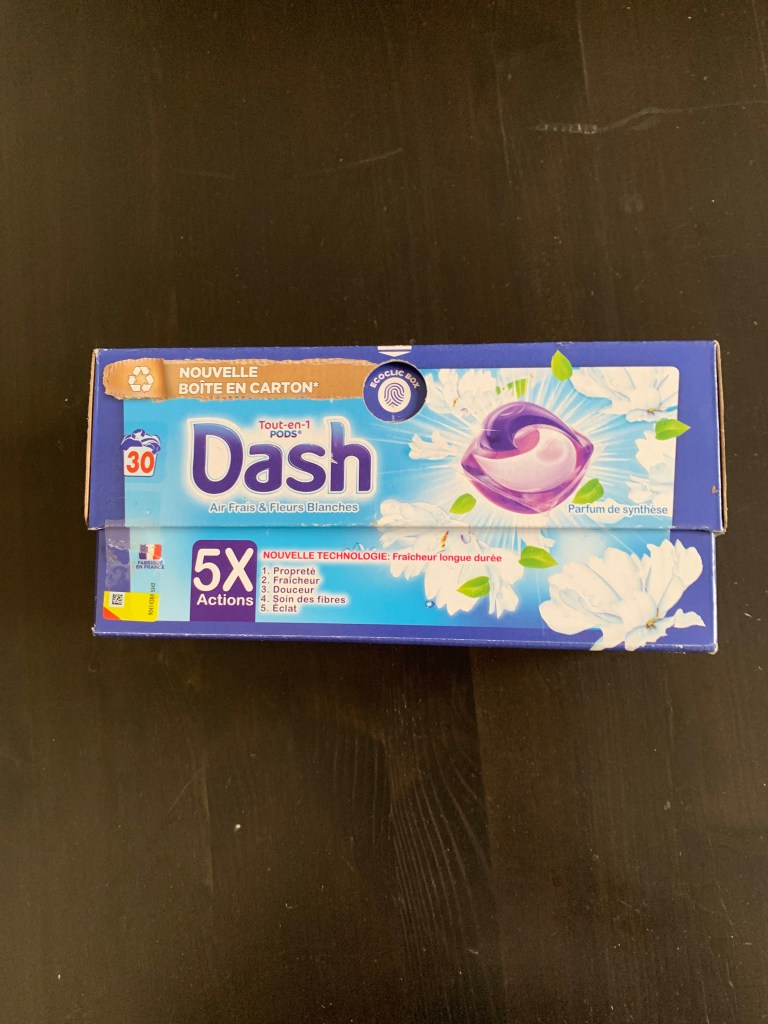 NOUVELLE
BOÎTE EN CARTON*
ECOCLIC BOX
30
Tout-en-1
PODS®
Dash
Air Frais & Fleurs Blanches
Parfum de synthèse
FABRIQUÉ
EN FRANCE
5X
Actions
NOUVELLE TECHNOLOGIE: Fraîcheur longue durée
1. Propreté
2. Fraîcheur
3. Douceur
4. Soin des fibres
5. Éclat